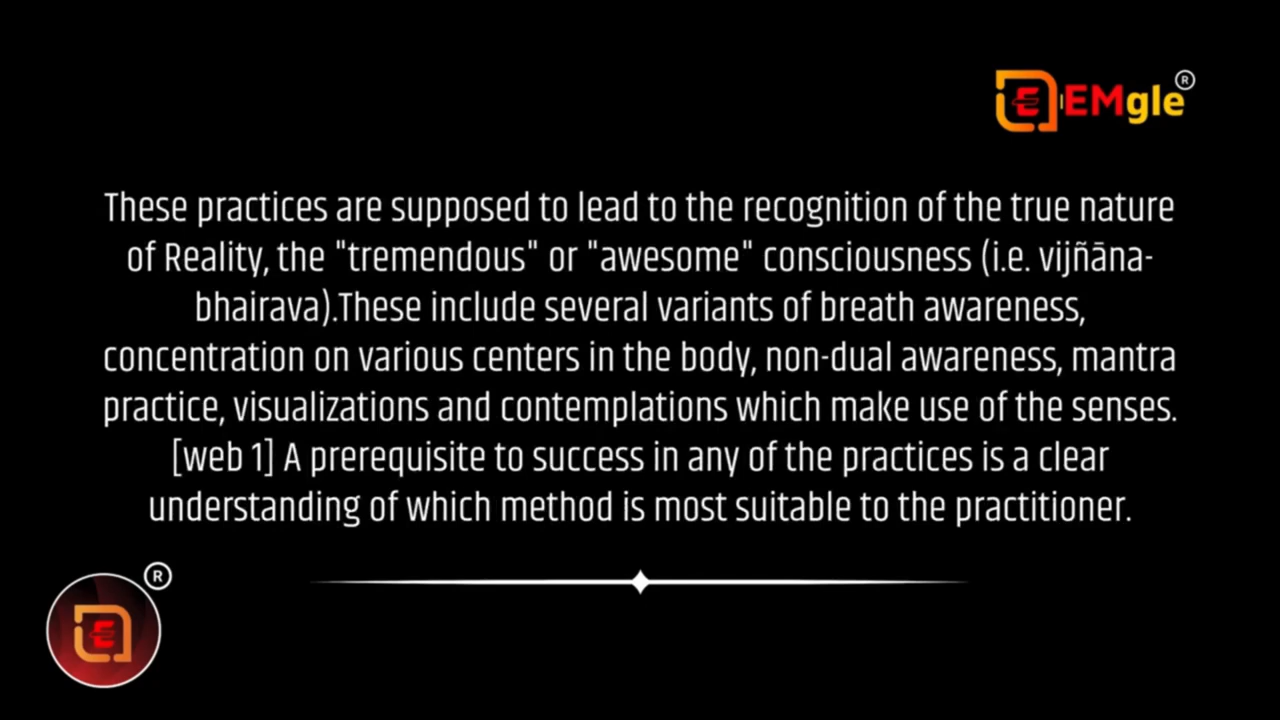 EMgle ®
These practices are supposed to lead to the recognition of the true nature
of Reality, the "tremendous" or "awesome" consciousness (i.e. vijñāna-
bhairava).These include several variants of breath awareness,
concentration on various centers in the body, non-dual awareness, mantra
practice, visualizations and contemplations which make use of the senses.
[web 1] A prerequisite to success in any of the practices is a clear
understanding of which method is most suitable to the practitioner.
E ®